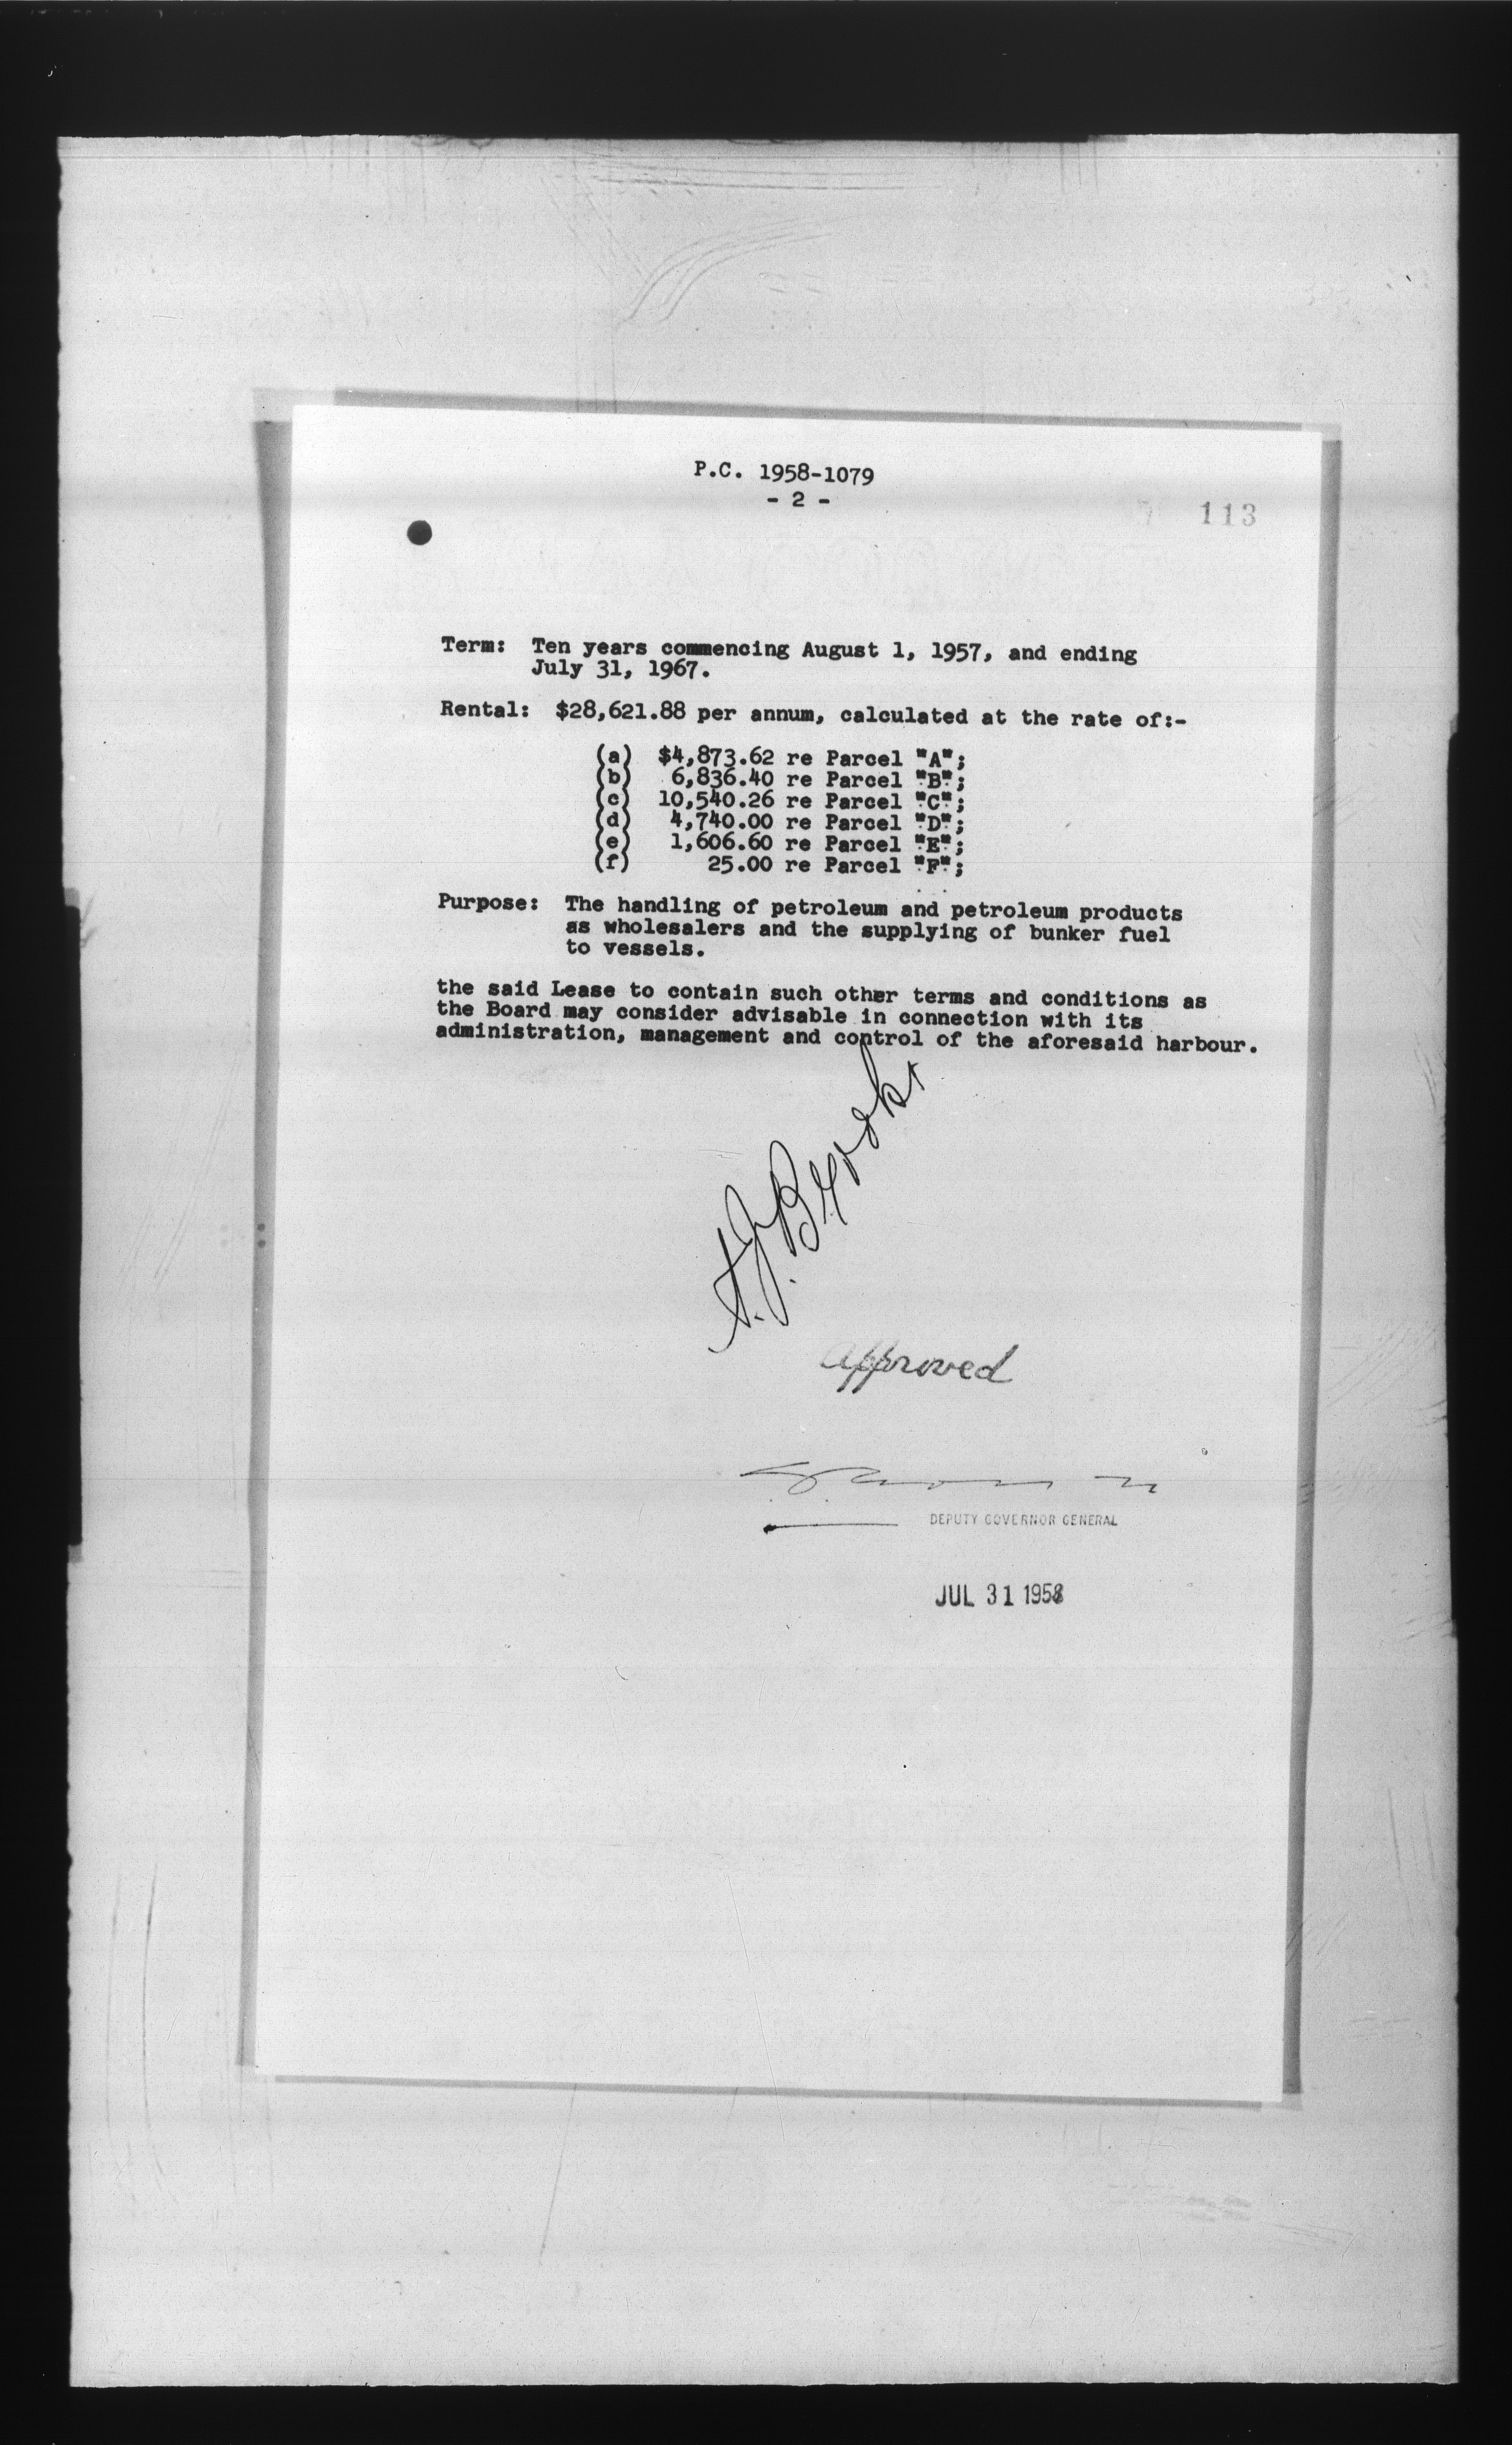 P.C. 1958-1079
- 2 -
113
Term: Ten years commencing August 1, 1957, and ending
July 31, 1967.
Rental: $28,621.88 per annum, calculated at the rate of:-
(a) $4,873.62 re Parcel "A";
(b) 6,836.40 re Parcel "B";
(c) 10,540.26 re Parcel "C";
(d) 4,740.00 re Parcel "D";
(e) 1,606.60 re Parcel "E";
(f) 25.00 re Parcel "F";
Purpose: The handling of petroleum and petroleum products
as wholesalers and the supplying of bunker fuel
to vessels.
the said Lease to contain such other terms and conditions as
the Board may consider advisable in connection with its
administration, management and control of the aforesaid harbour.
A.J. Brooks
Approved
DEPUTY GOVERNOR GENERAL
JUL 31 1958